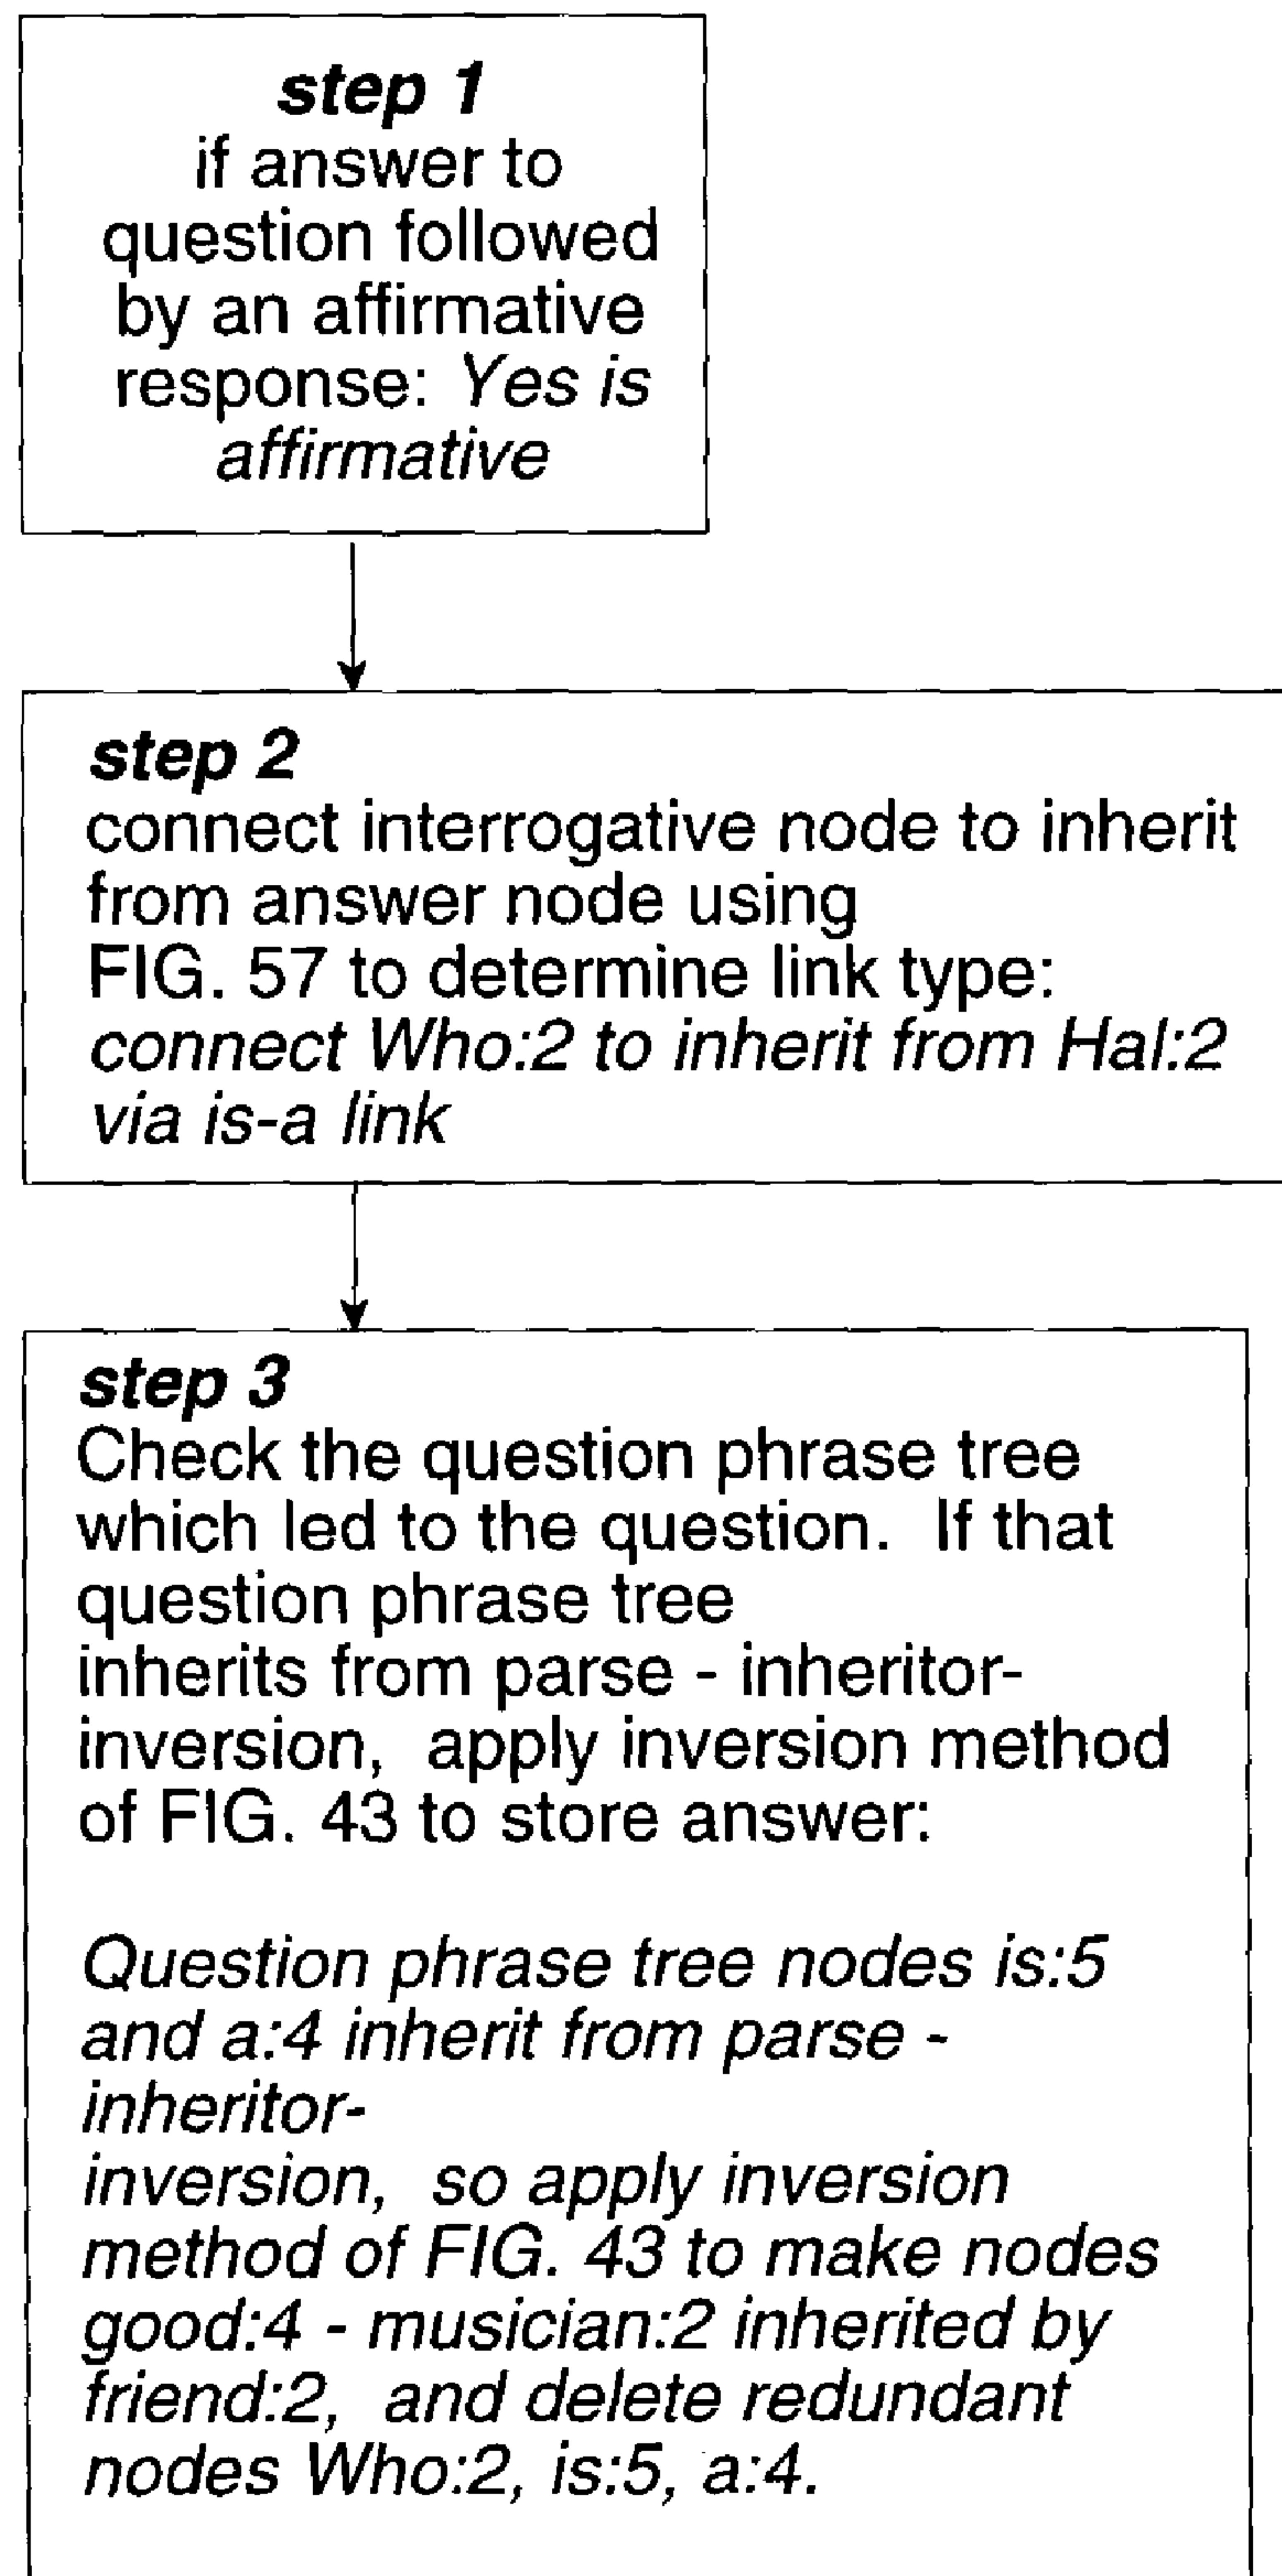 step 1
if answer to
question followed
by an affirmative
response: Yes is
affirmative
step 2
connect interrogative node to inherit
from answer node using
FIG. 57 to determine link type:
connect Who:2 to inherit from Hal:2
via is-a link
step 3
Check the question phrase tree
which led to the question. If that
question phrase tree
inherits from parse - inheritor-
inversion, apply inversion method
of FIG. 43 to store answer:
Question phrase tree nodes is:5
and a:4 inherit from parse -
inheritor-
inversion, so apply inversion
method of FIG. 43 to make nodes
good:4 - musician:2 inherited by
friend:2, and delete redundant
nodes Who:2, is:5, a:4.